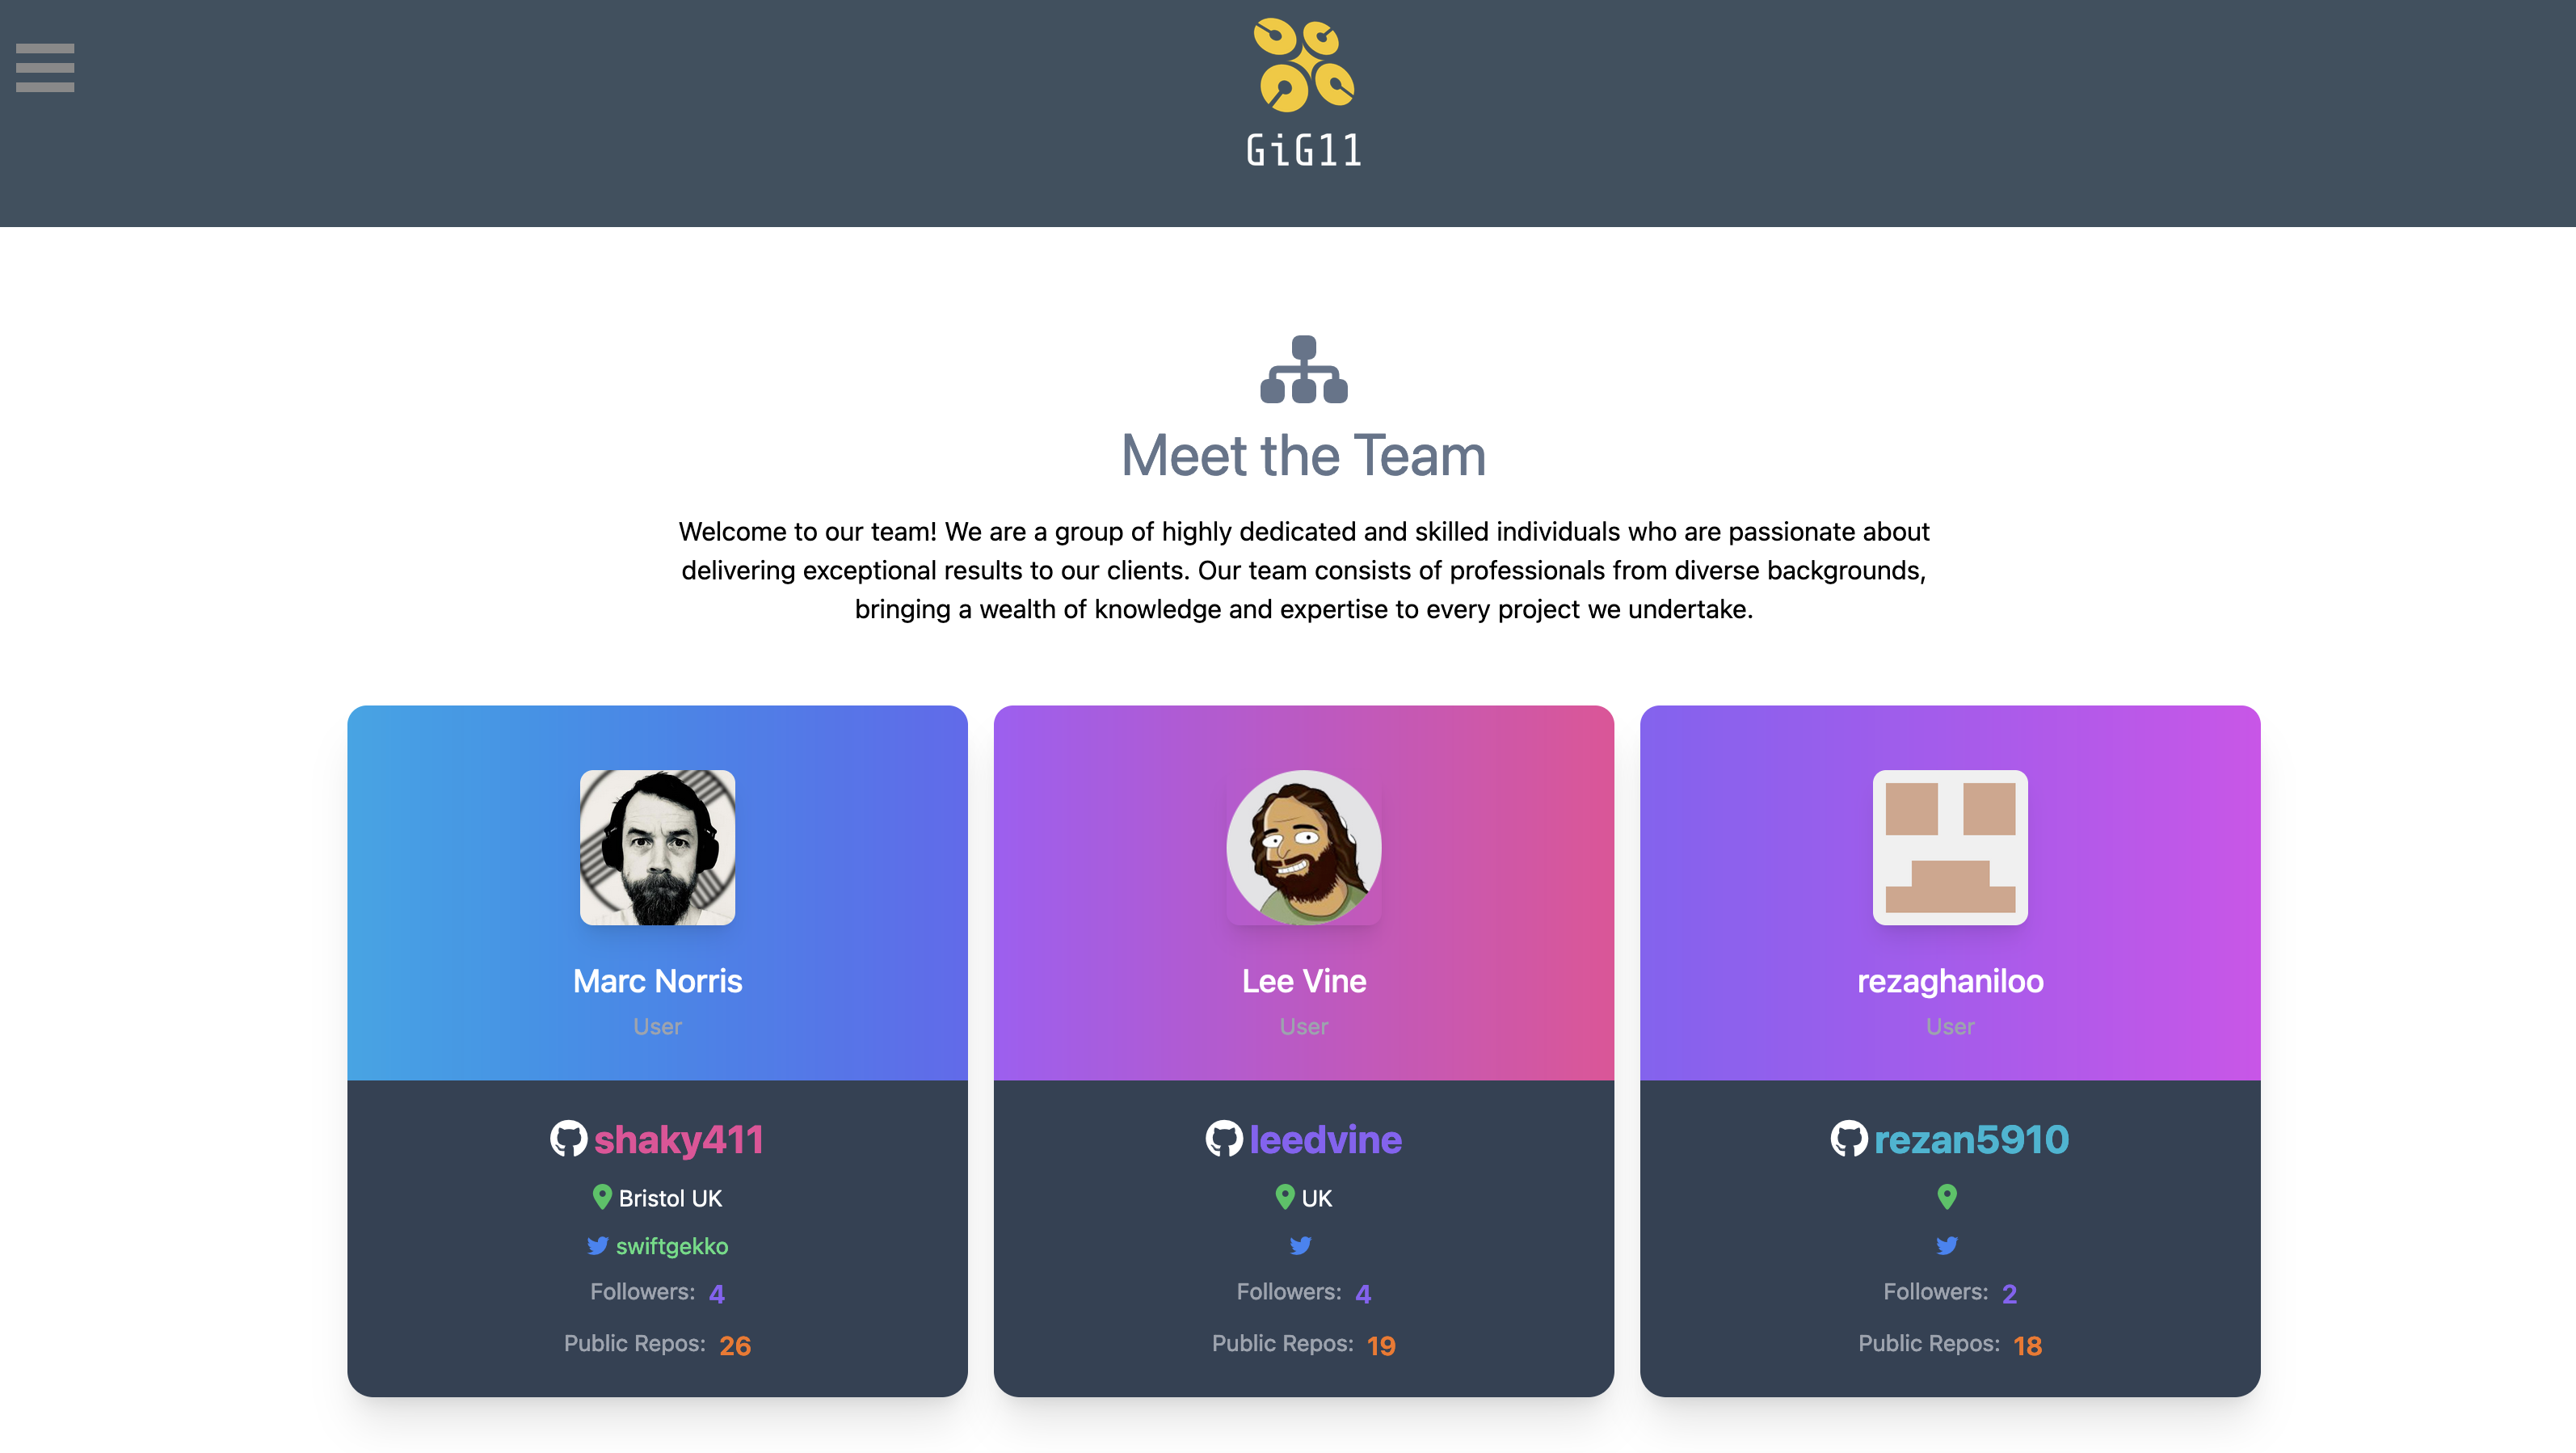 GiG11
Meet the Team
Welcome to our team! We are a group of highly dedicated and skilled individuals who are passionate about
delivering exceptional results to our clients. Our team consists of professionals from diverse backgrounds,
bringing a wealth of knowledge and expertise to every project we undertake.
Marc Norris
User
shaky411
Bristol UK
swiftgekko
Followers: 4
Public Repos: 26
Lee Vine
User
leedvine
UK
Followers: 4
Public Repos: 19
rezaghaniloo
User
rezan5910
Followers: 2
Public Repos: 18